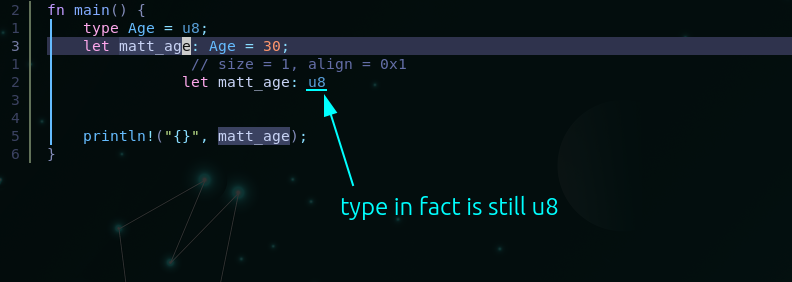 2 fn main() {
1     type Age = u8;
3     let matt_age: Age = 30;
1                 // size = 1, align = 0x1
2                let matt_age: u8
3
4
5     println!("{}", matt_age);
6 }
type in fact is still u8